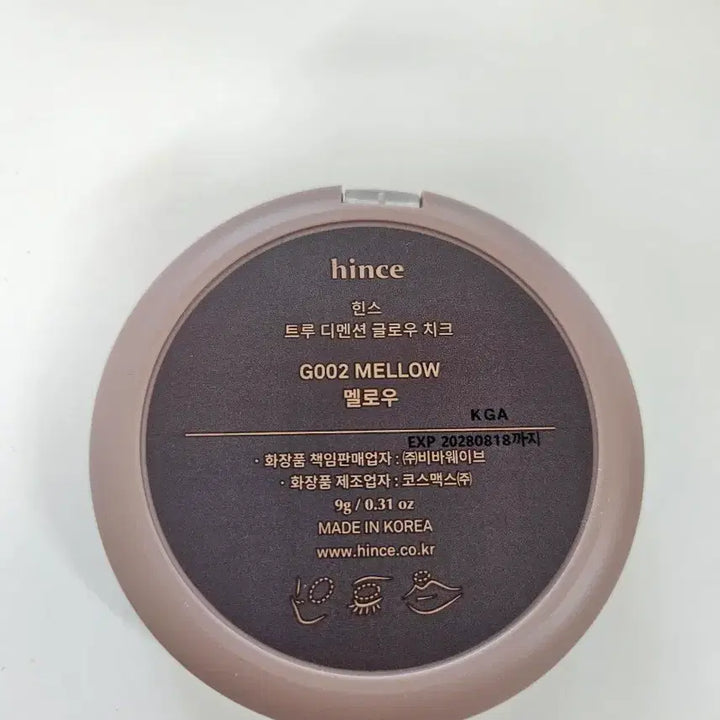 hince
힌스
트루 디멘션 글로우 치크
G002 MELLOW
멜로우
KGA
EXP 20280818까지
· 화장품 책임판매업자 : ㈜비바웨이브
· 화장품 제조업자 : 코스맥스㈜
9g / 0.31 oz
MADE IN KOREA
www.hince.co.kr